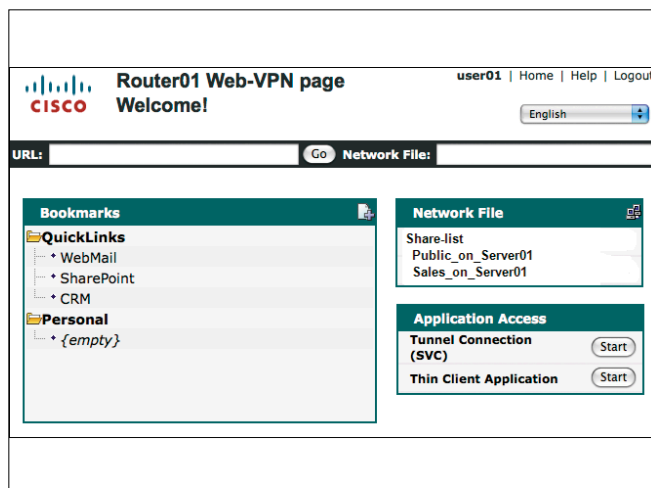 CISCO
Router01 Web-VPN page
Welcome!
user01 | Home | Help | Logout
English
URL:
Go
Network File:
Bookmarks
QuickLinks
WebMail
SharePoint
CRM
Personal
{empty}
Network File
Share-list
Public_on_Server01
Sales_on_Server01
Application Access
Tunnel Connection
(SVC)
Start
Thin Client Application
Start